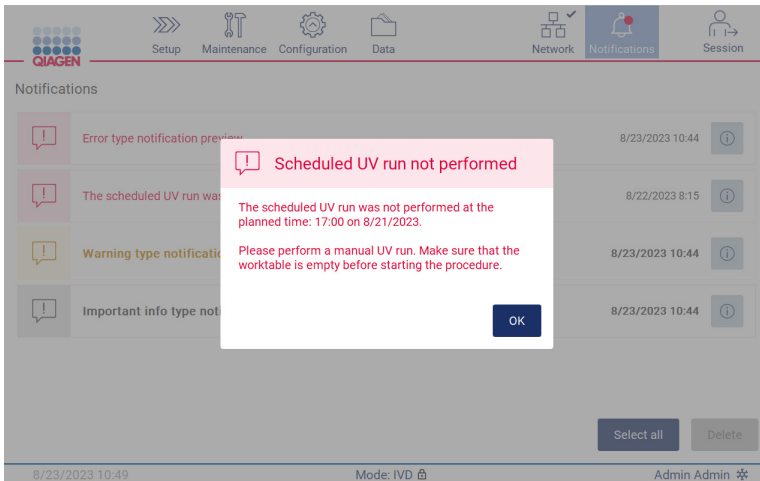 Setup Maintenance Configuration Data Network Notifications Session
QIAGEN
Notifications
Error type notification preview 8/23/2023 10:44
Scheduled UV run not performed
The scheduled UV run was 8/22/2023 8:15
The scheduled UV run was not performed at the
planned time: 17:00 on 8/21/2023.
Warning type notificatio 8/23/2023 10:44
Please perform a manual UV run. Make sure that the
worktable is empty before starting the procedure.
Important info type not 8/23/2023 10:44
OK
Select all Delete
8/23/2023 10:49 Mode: IVD Admin Admin